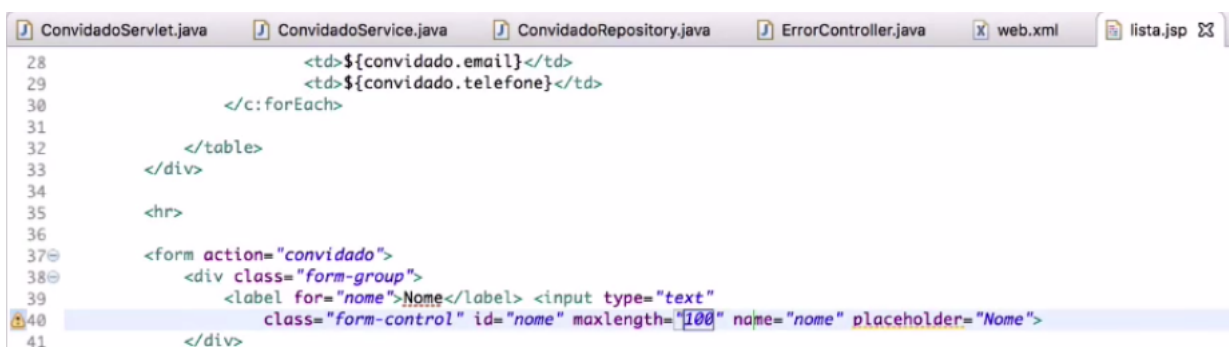 ConvidadoServlet.java ConvidadoService.java ConvidadoRepository.java ErrorController.java web.xml lista.jsp
28 <td>${convidado.email}</td>
29 <td>${convidado.telefone}</td>
30 </c:forEach>
31
32 </table>
33 </div>
34
35 <hr>
36
37 <form action="convidado">
38 <div class="form-group">
39 <label for="nome">Nome</label> <input type="text"
40 class="form-control" id="nome" maxlength="100" name="nome" placeholder="Nome">
41 </div>